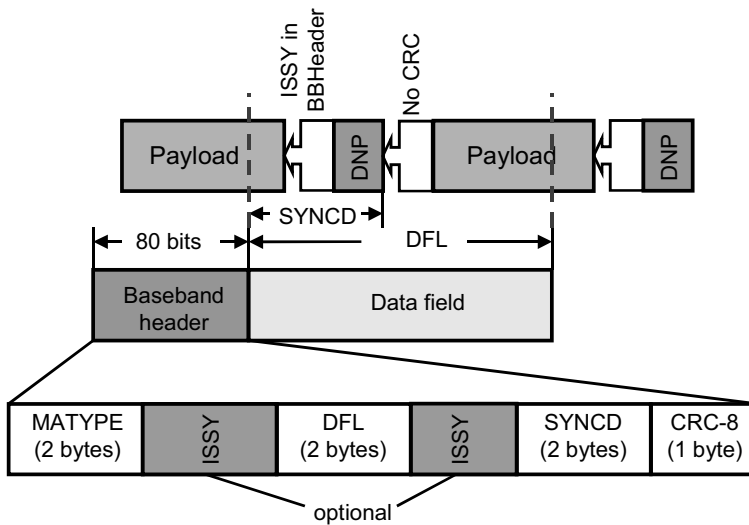 ISSY in
BBHeader
No CRC
Payload
DNP
Payload
DNP
SYNCD
80 bits
DFL
Baseband
header
Data field
MATYPE
(2 bytes)
ISSY
DFL
(2 bytes)
ISSY
SYNCD
(2 bytes)
CRC-8
(1 byte)
optional